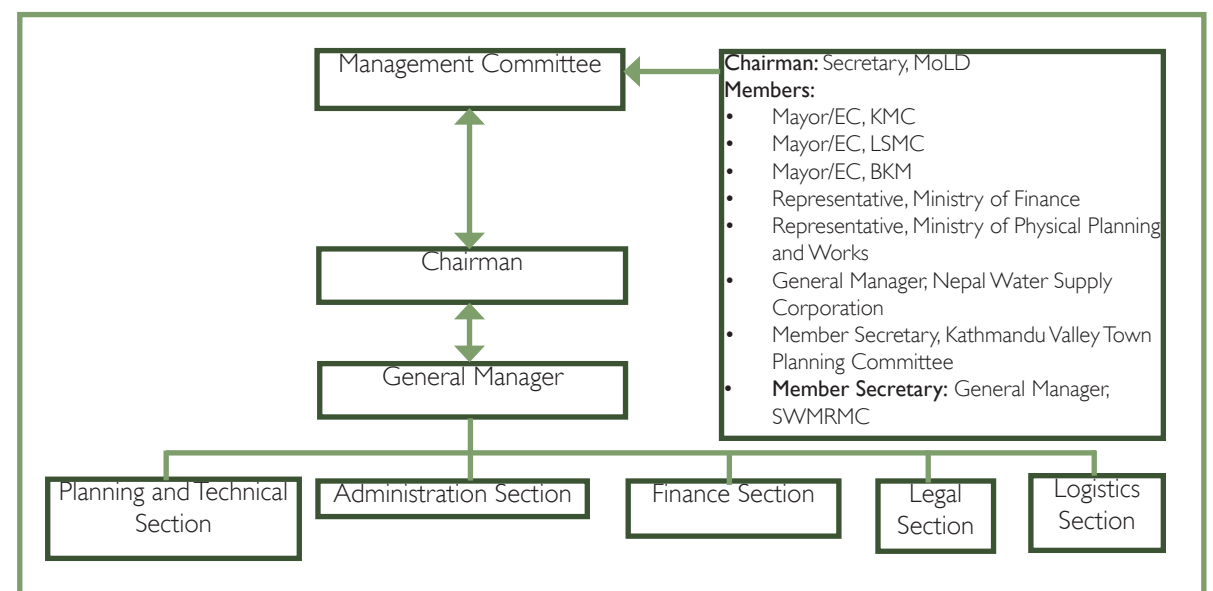 Management Committee
Chairman: Secretary, MoLD
Members:
• Mayor/EC, KMC
• Mayor/EC, LSMC
• Mayor/EC, BKM
• Representative, Ministry of Finance
• Representative, Ministry of Physical Planning
and Works
• General Manager, Nepal Water Supply
Corporation
• Member Secretary, Kathmandu Valley Town
Planning Committee
• Member Secretary: General Manager,
SWMRMC
Chairman
General Manager
Planning and Technical
Section
Administration Section
Finance Section
Legal
Section
Logistics
Section